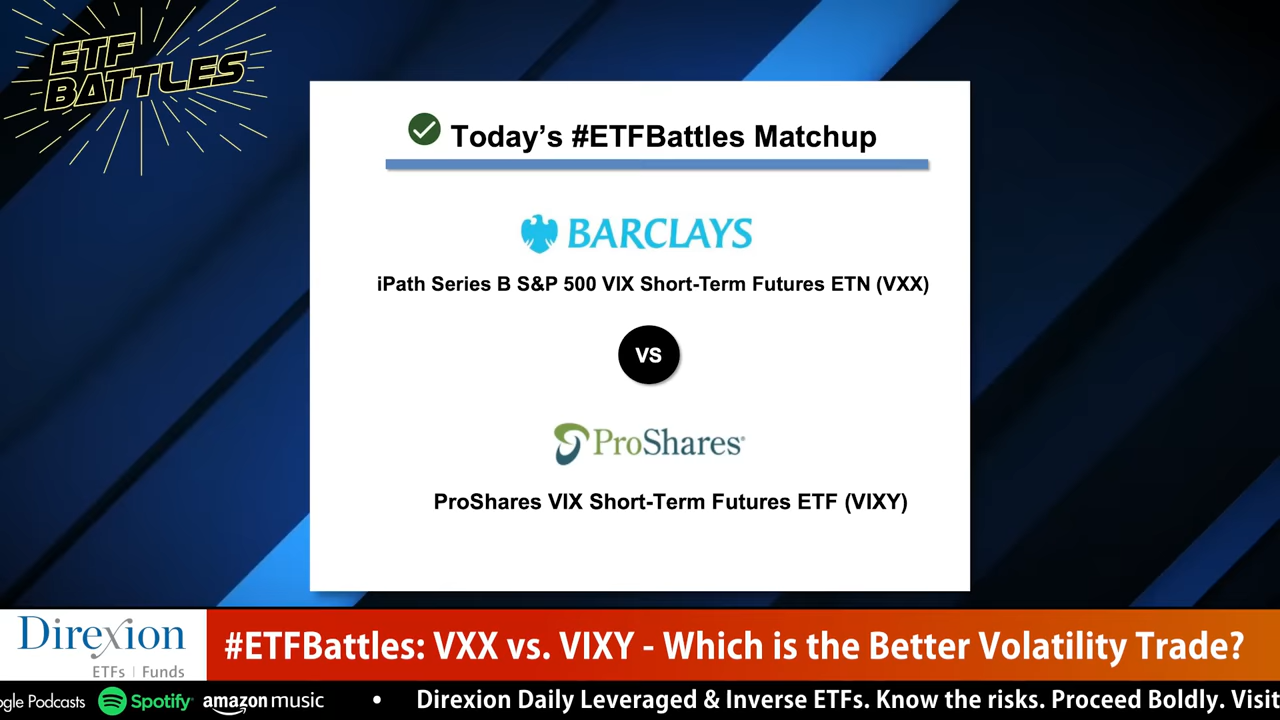 ETF
BATTLES
Today's #ETFBattles Matchup
BARCLAYS
iPath Series B S&P 500 VIX Short-Term Futures ETN (VXX)
VS
ProShares®
ProShares VIX Short-Term Futures ETF (VIXY)
Direxion
ETFs | Funds
#ETFBattles: VXX vs. VIXY - Which is the Better Volatility Trade?
ogle Podcasts Spotify amazon music • Direxion Daily Leveraged & Inverse ETFs. Know the risks. Proceed Boldly. Visit